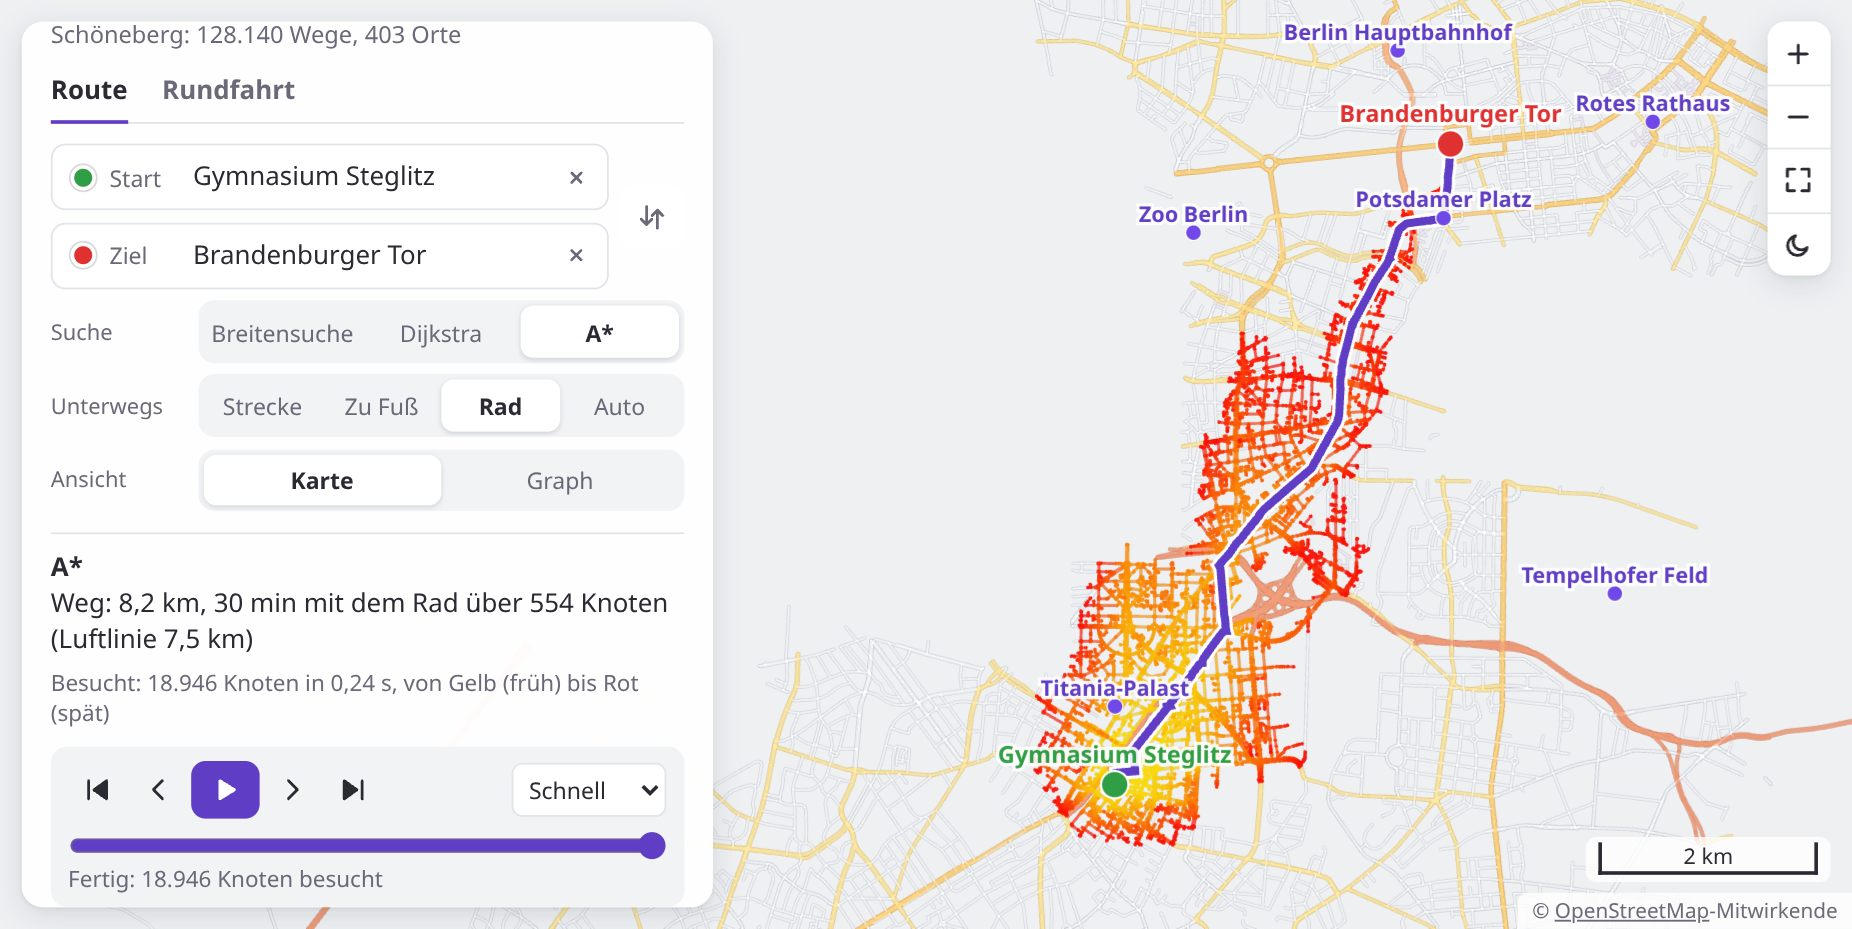 Schöneberg: 128.140 Wege, 403 Orte
Route Rundfahrt
Start Gymnasium Steglitz ×
Ziel Brandenburger Tor ×
Suche Breitensuche Dijkstra A*
Unterwegs Strecke Zu Fuß Rad Auto
Ansicht Karte Graph
A*
Weg: 8,2 km, 30 min mit dem Rad über 554 Knoten
(Luftlinie 7,5 km)
Besucht: 18.946 Knoten in 0,24 s, von Gelb (früh) bis Rot
(spät)
Schnell
Fertig: 18.946 Knoten besucht
Berlin Hauptbahnhof
Rotes Rathaus
Brandenburger Tor
Potsdamer Platz
Zoo Berlin
Tempelhofer Feld
Titania-Palast
Gymnasium Steglitz
2 km
© OpenStreetMap-Mitwirkende